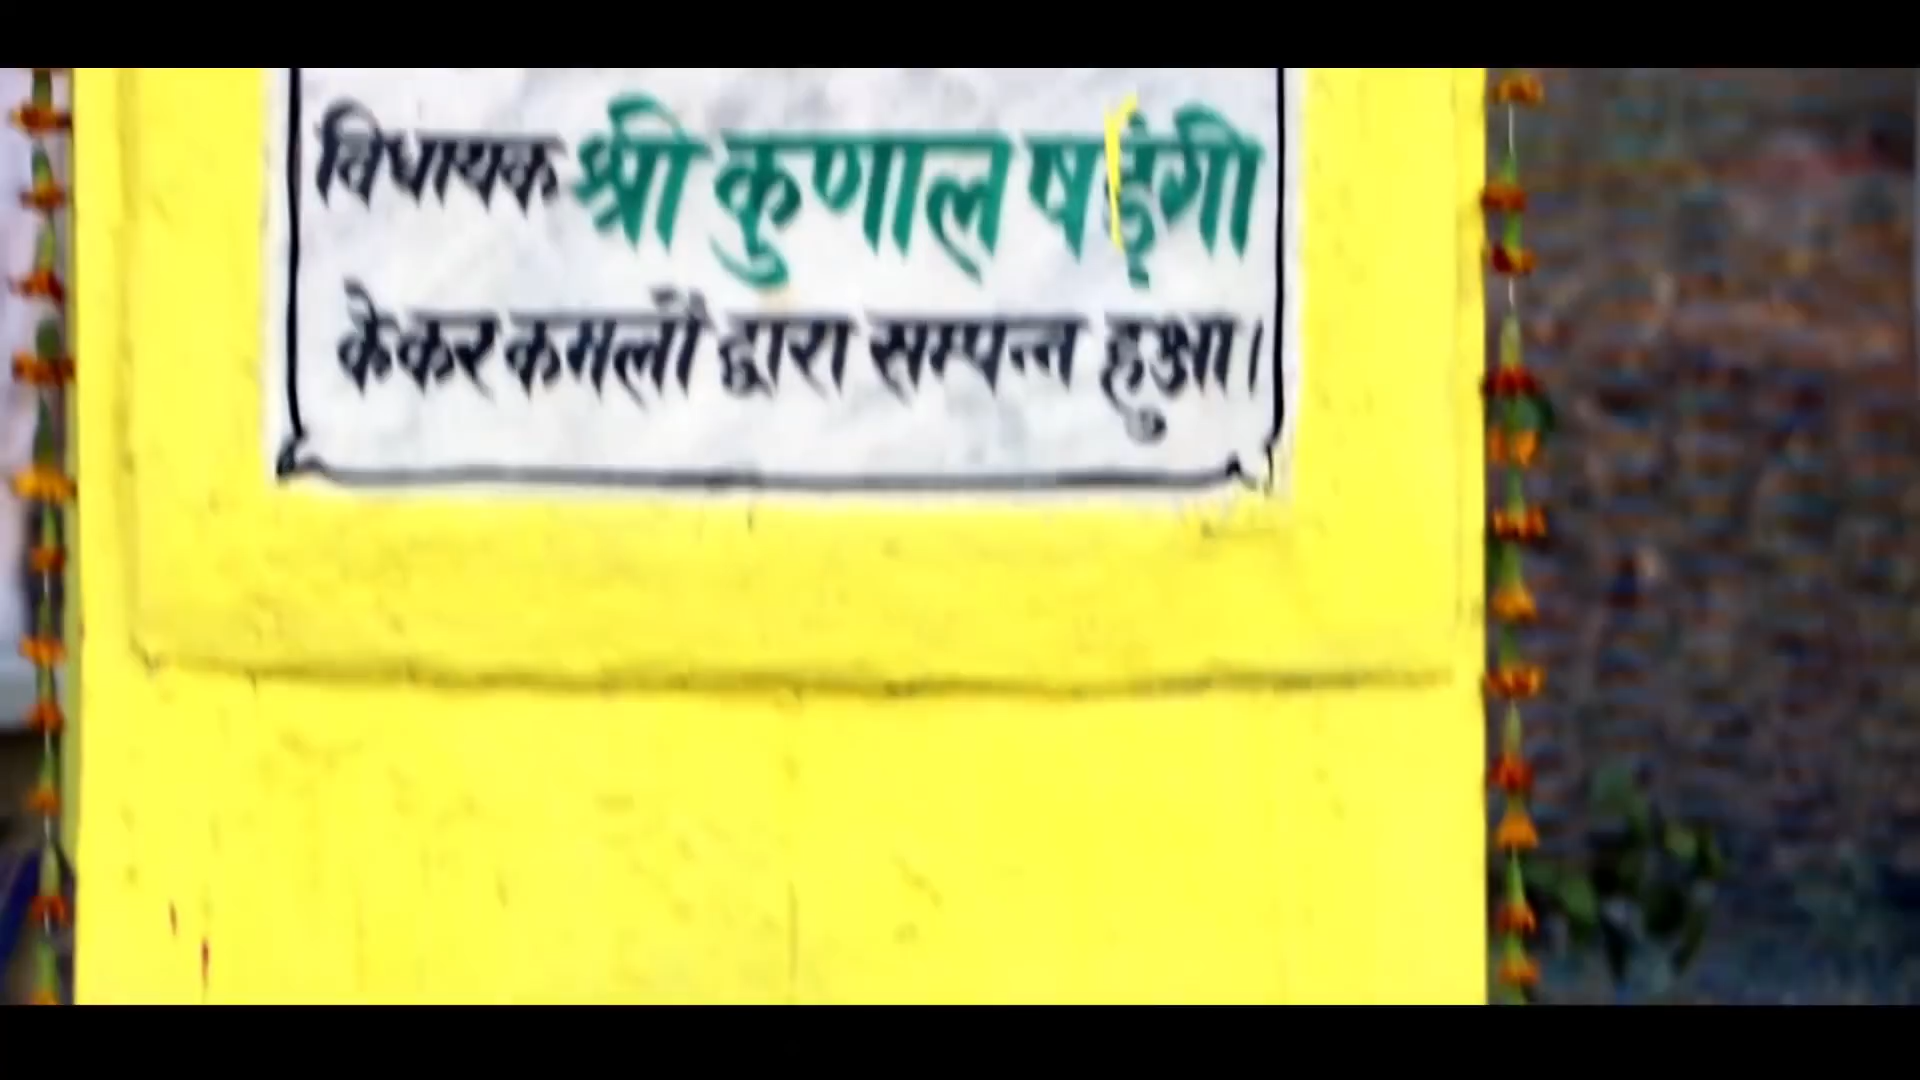 विधायक श्री कुणाल षड़ंगी
के कर कमलों द्वारा सम्पन्न हुआ।